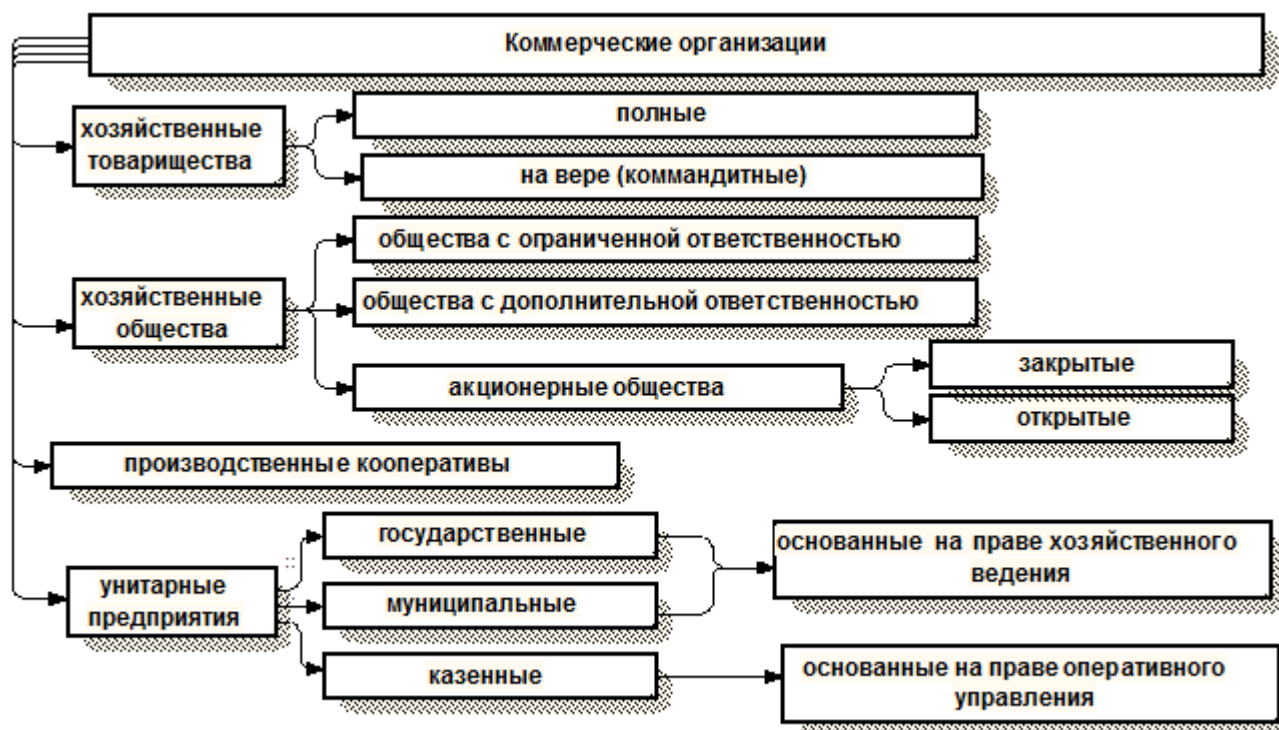 Коммерческие организации
хозяйственные
товарищества
полные
на вере (коммандитные)
хозяйственные
общества
общества с ограниченной ответственностью
общества с дополнительной ответственностью
акционерные общества
закрытые
открытые
производственные кооперативы
унитарные
предприятия
государственные
муниципальные
казенные
основанные на праве хозяйственного
ведения
основанные на праве оперативного
управления